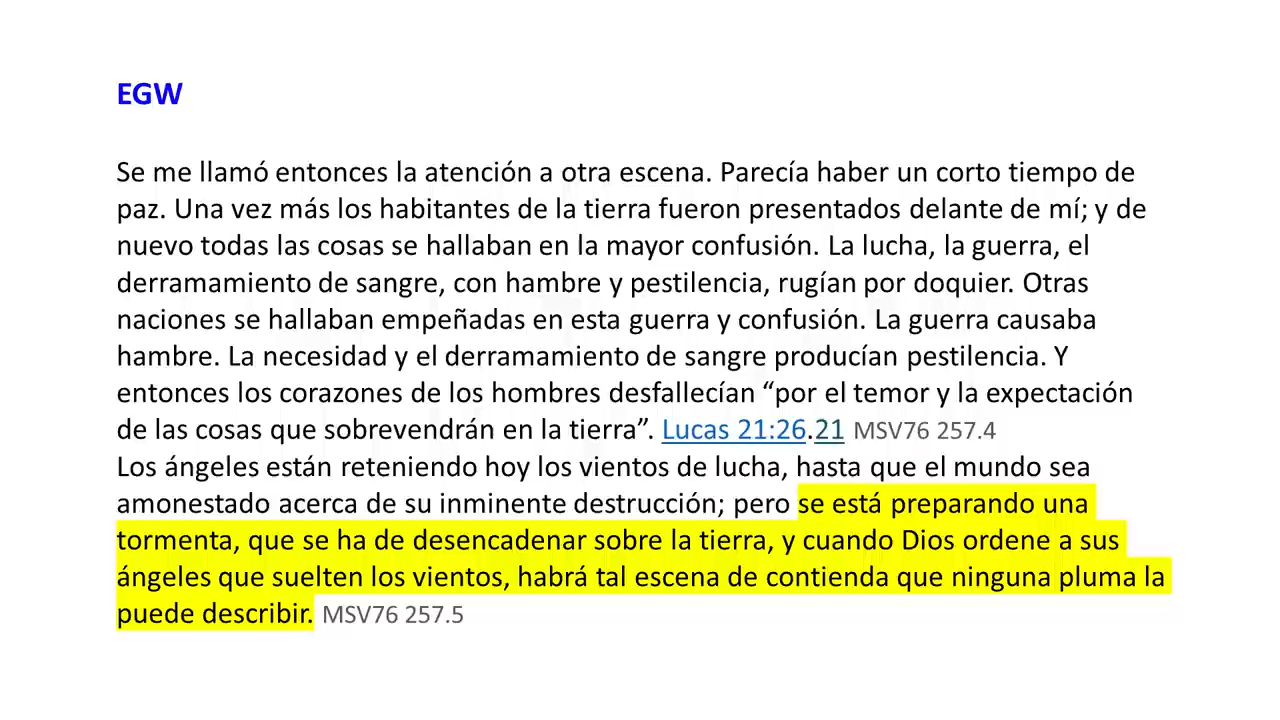 EGW
Se me llamó entonces la atención a otra escena. Parecía haber un corto tiempo de
paz. Una vez más los habitantes de la tierra fueron presentados delante de mí; y de
nuevo todas las cosas se hallaban en la mayor confusión. La lucha, la guerra, el
derramamiento de sangre, con hambre y pestilencia, rugían por doquier. Otras
naciones se hallaban empeñadas en esta guerra y confusión. La guerra causaba
hambre. La necesidad y el derramamiento de sangre producían pestilencia. Y
entonces los corazones de los hombres desfallecían “por el temor y la expectación
de las cosas que sobrevendrán en la tierra”. Lucas 21:26.21 MSV76 257.4
Los ángeles están reteniendo hoy los vientos de lucha, hasta que el mundo sea
amonestado acerca de su inminente destrucción; pero se está preparando una
tormenta, que se ha de desencadenar sobre la tierra, y cuando Dios ordene a sus
ángeles que suelten los vientos, habrá tal escena de contienda que ninguna pluma la
puede describir. MSV76 257.5